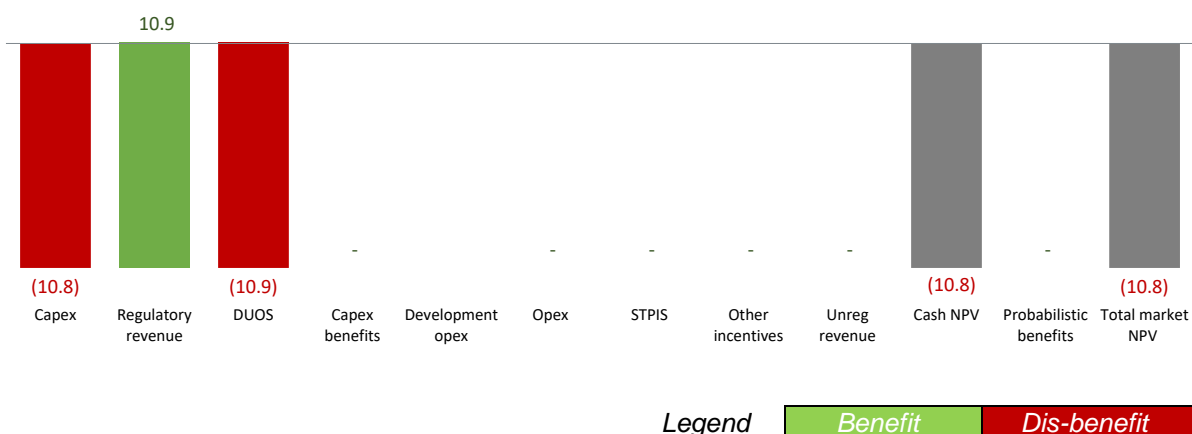 10.9
- - - - - -
(10.8) (10.9) (10.8) (10.8)
Capex Regulatory revenue DUOS Capex benefits Development opex Opex STPIS Other incentives Unreg revenue Cash NPV Probabilistic benefits Total market NPV
Legend Benefit Dis-benefit